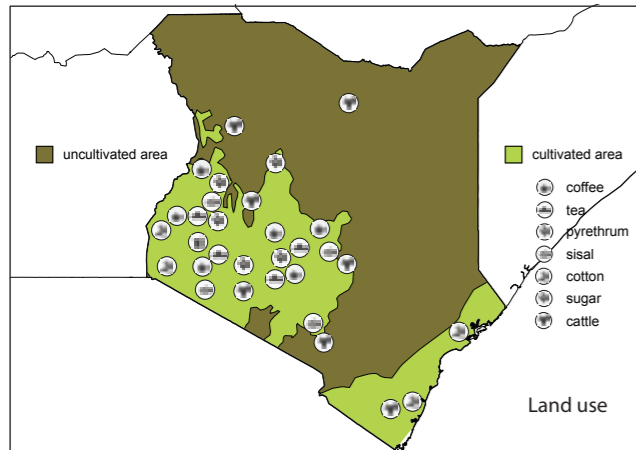 uncultivated area
cultivated area
coffee
tea
pyrethrum
sisal
cotton
sugar
cattle
Land use